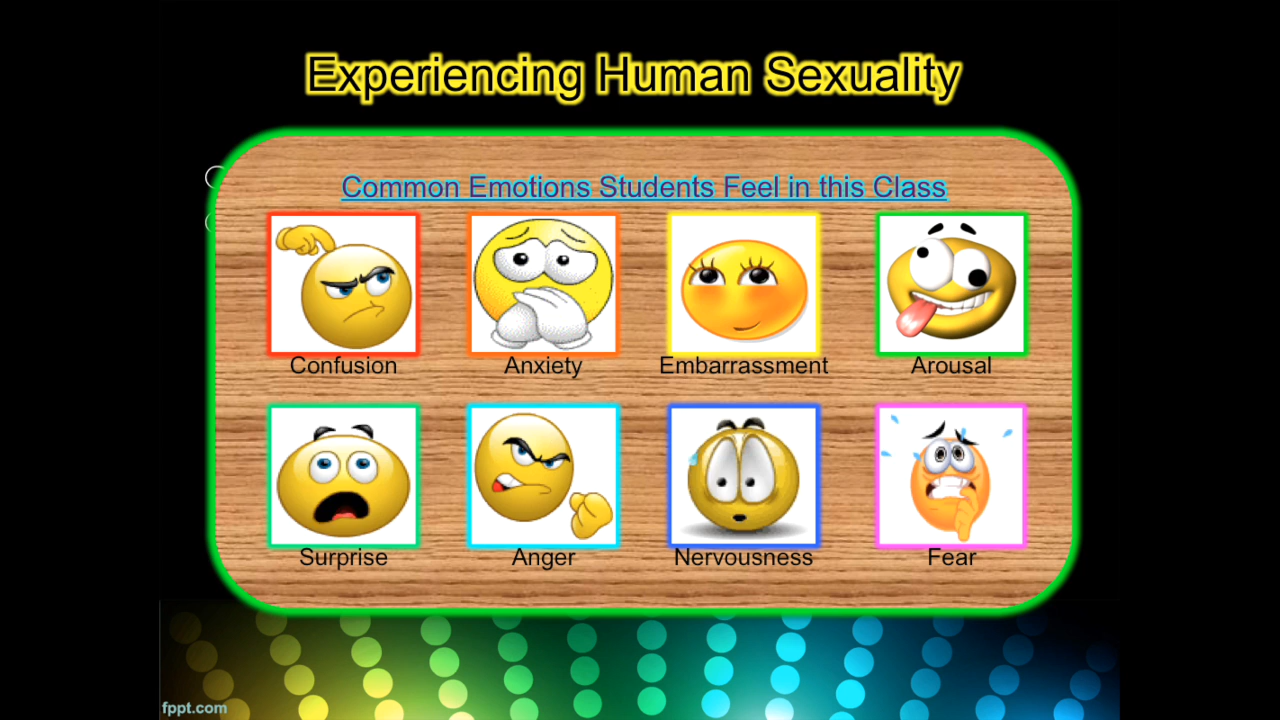 Experiencing Human Sexuality
Common Emotions Students Feel in this Class
Confusion
Anxiety
Embarrassment
Arousal
Surprise
Anger
Nervousness
Fear
fppt.com